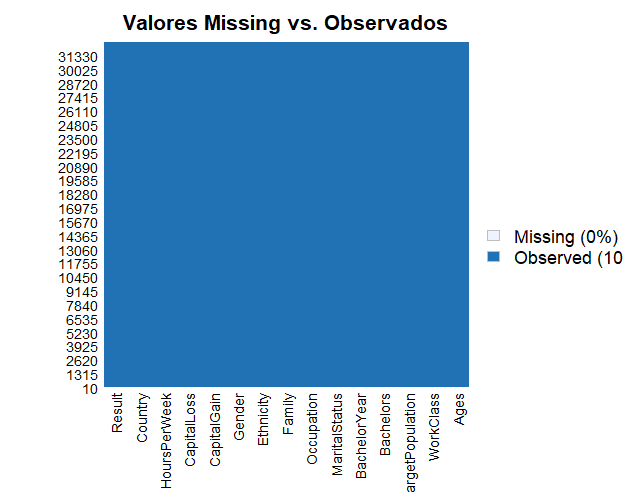 Valores Missing vs. Observados
31330
30025
28720
27415
26110
24805
23500
22195
20890
19585
18280
16975
15670
14365
13060
11755
10450
9145
7840
6535
5230
3925
2620
1315
10
Missing (0%)
Observed (10
Result
Country
HoursPerWeek
CapitalLoss
CapitalGain
Gender
Ethnicity
Family
Occupation
MaritalStatus
BachelorYear
Bachelors
argetPopulation
WorkClass
Ages